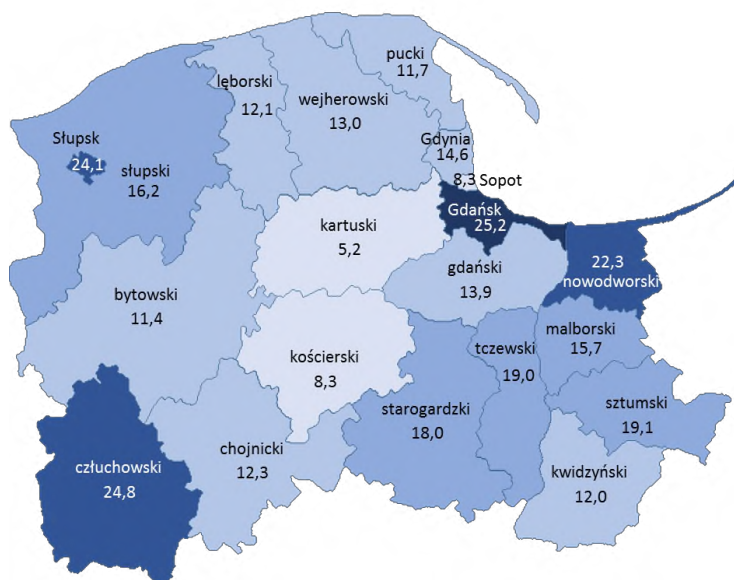 pucki
11,7
lęborski
12,1
wejherowski
13,0
Gdynia
14,6
8,3 Sopot
Słupsk
24,1
słupski
16,2
Gdańsk
25,2
kartuski
5,2
gdański
13,9
22,3
nowodworski
bytowski
11,4
kościerski
8,3
tczewski
19,0
malborski
15,7
starogardzki
18,0
sztumski
19,1
człuchowski
24,8
chojnicki
12,3
kwidzyński
12,0